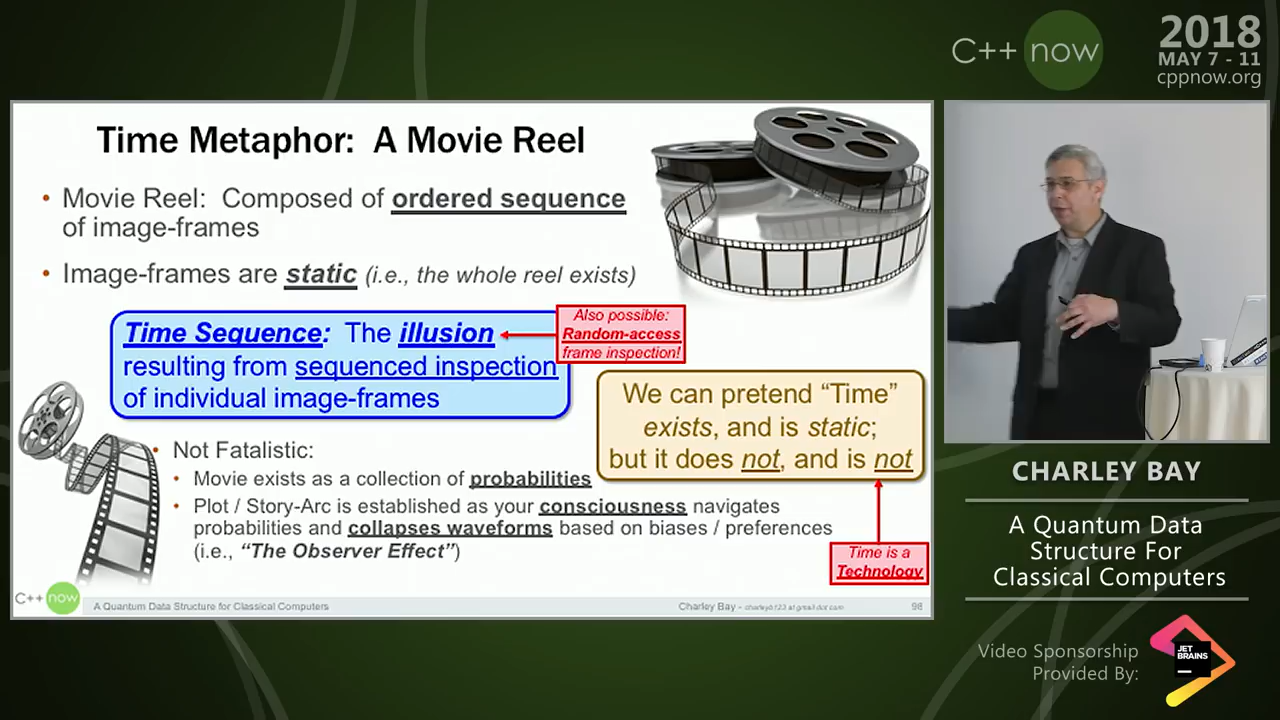 C++ now
2018
MAY 7 - 11
cppnow.org
Time Metaphor: A Movie Reel
• Movie Reel: Composed of ordered sequence
of image-frames
• Image-frames are static (i.e., the whole reel exists)
Time Sequence: The illusion
resulting from sequenced inspection
of individual image-frames
Also possible:
Random-access
frame inspection!
We can pretend “Time”
exists, and is static;
but it does not, and is not
• Not Fatalistic:
• Movie exists as a collection of probabilities
• Plot / Story-Arc is established as your consciousness navigates
probabilities and collapses waveforms based on biases / preferences
(i.e., “The Observer Effect”)
Time is a
Technology
C++ now
A Quantum Data Structure for Classical Computers
Charley Bay - charleyb123 at gmail dot com
98
CHARLEY BAY
A Quantum Data
Structure For
Classical Computers
Video Sponsorship
Provided By:
JET
BRAINS